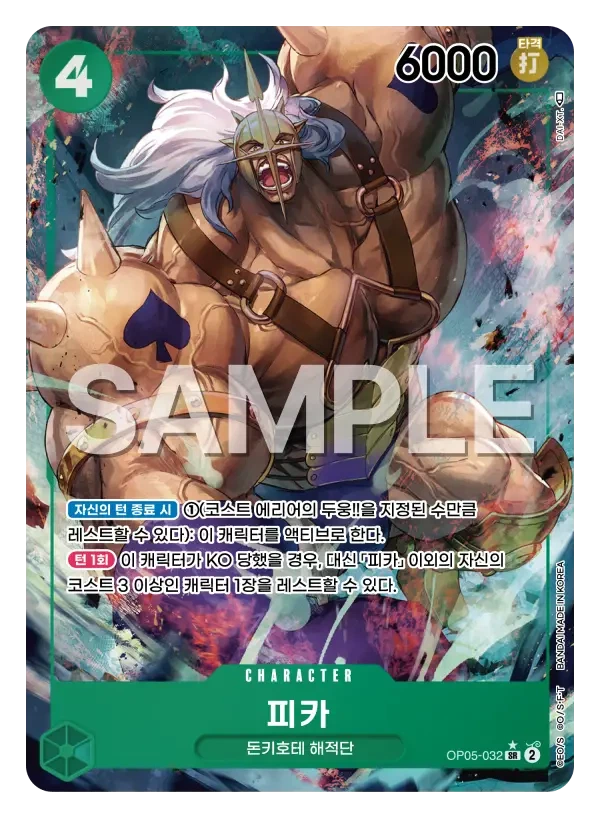 4
6000
타격
打
DAI-XT.
SAMPLE
자신의 턴 종료 시 ①(코스트 에리어의 두웅!!을 지정된 수만큼
레스트할 수 있다): 이 캐릭터를 액티브로 한다.
턴 1회 이 캐릭터가 KO 당했을 경우, 대신 「피카」 이외의 자신의
코스트 3 이상인 캐릭터 1장을 레스트할 수 있다.
CHARACTER
피카
돈키호테 해적단
OP05-032 ★ SR 2
©EO/S ©O/S·F·T BANDAI MADE IN KOREA